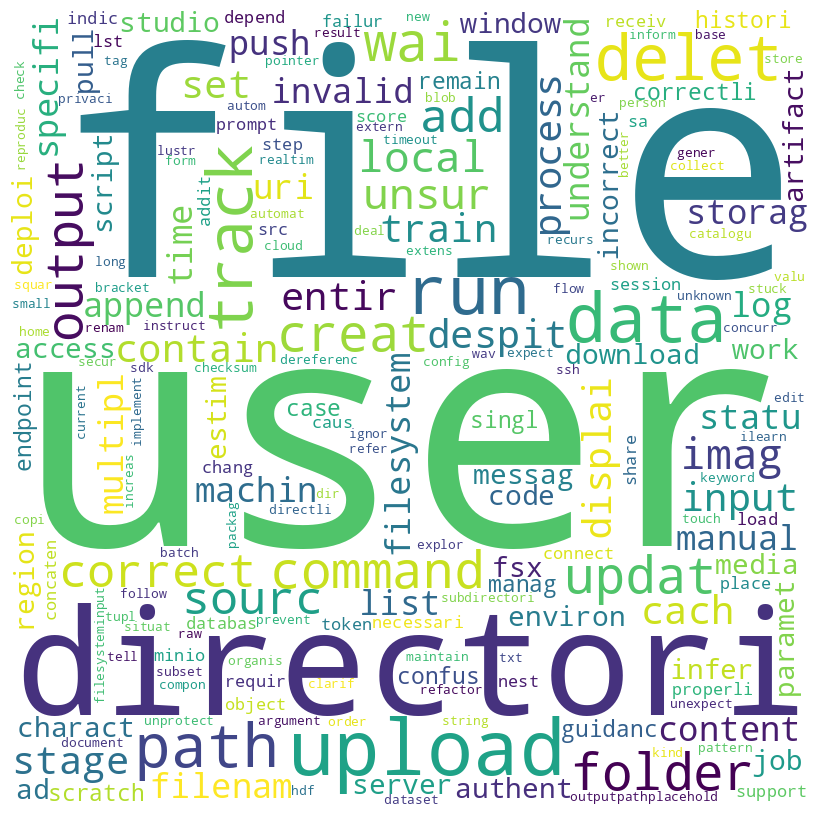 indic
studio
depend
failur
new
window
receiv
histori
lst
push
result
wai
inform
base
tag
pull
set
pointer
delet
store
privaci
autom
invalid
remain
blob
er
person
correctli
specifi
file
add
extern
score
prompt
step
timeout
sa
artifact
reproduc
check
lustr
form
realtim
local
process
understand
better
gener
collect
script
output
track
uri
unsur
incorrect
storag
deploi
time
addit
automat
src
train
catalogu
long
cloud
deal
extens
recurs
shown
squar
bracket
entir
run
session
valu
small
append
flow
unknown
stuck
home
renam
instruct
creat
despit
data
log
concurr
access
contain
dereferenc
wav
expect
ssh
download
work
secur
sdk
checksum
config
new
endpoint
multipl
estim
case
filesystem
singl
displai
statu
edit
current
implement
caus
ignor
messag
share
imag
ilearn
increas
chang
refer
code
input
keyword
copi
machin
dir
directli
touch
load
user
region
concaten
packag
batch
explor
manual
correct
command
fsx
updat
connect
media
follow
sourc
list
manag
environ
cach
place
paramet
tupl
situat
databas
prevent
token
necessari
subdirectori
raw
directori
filesysteminput
tell
minio
organis
maintain
txt
infer
unexpect
subset
compon
requir
clarif
confus
refactor
nest
object
properli
charact
unprotect
argument
order
string
guidanc
content
document
path
upload
kind
pattern
stage
server
folder
job
ad
scratch
filenam
hdf
dataset
authent
outputpathplacehold
support